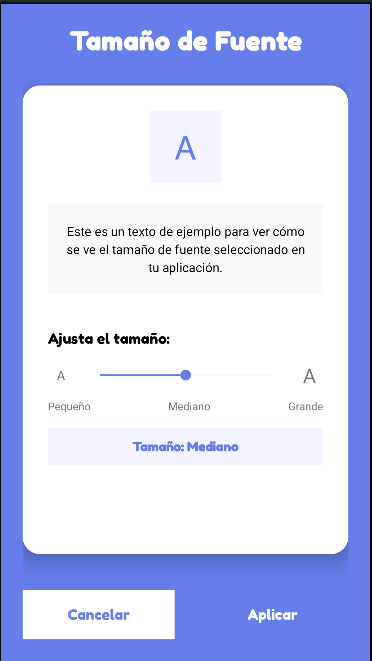 Tamaño de Fuente
A
Este es un texto de ejemplo para ver cómo
se ve el tamaño de fuente seleccionado en
tu aplicación.
Ajusta el tamaño:
A A
Pequeño Mediano Grande
Tamaño: Mediano
Cancelar Aplicar